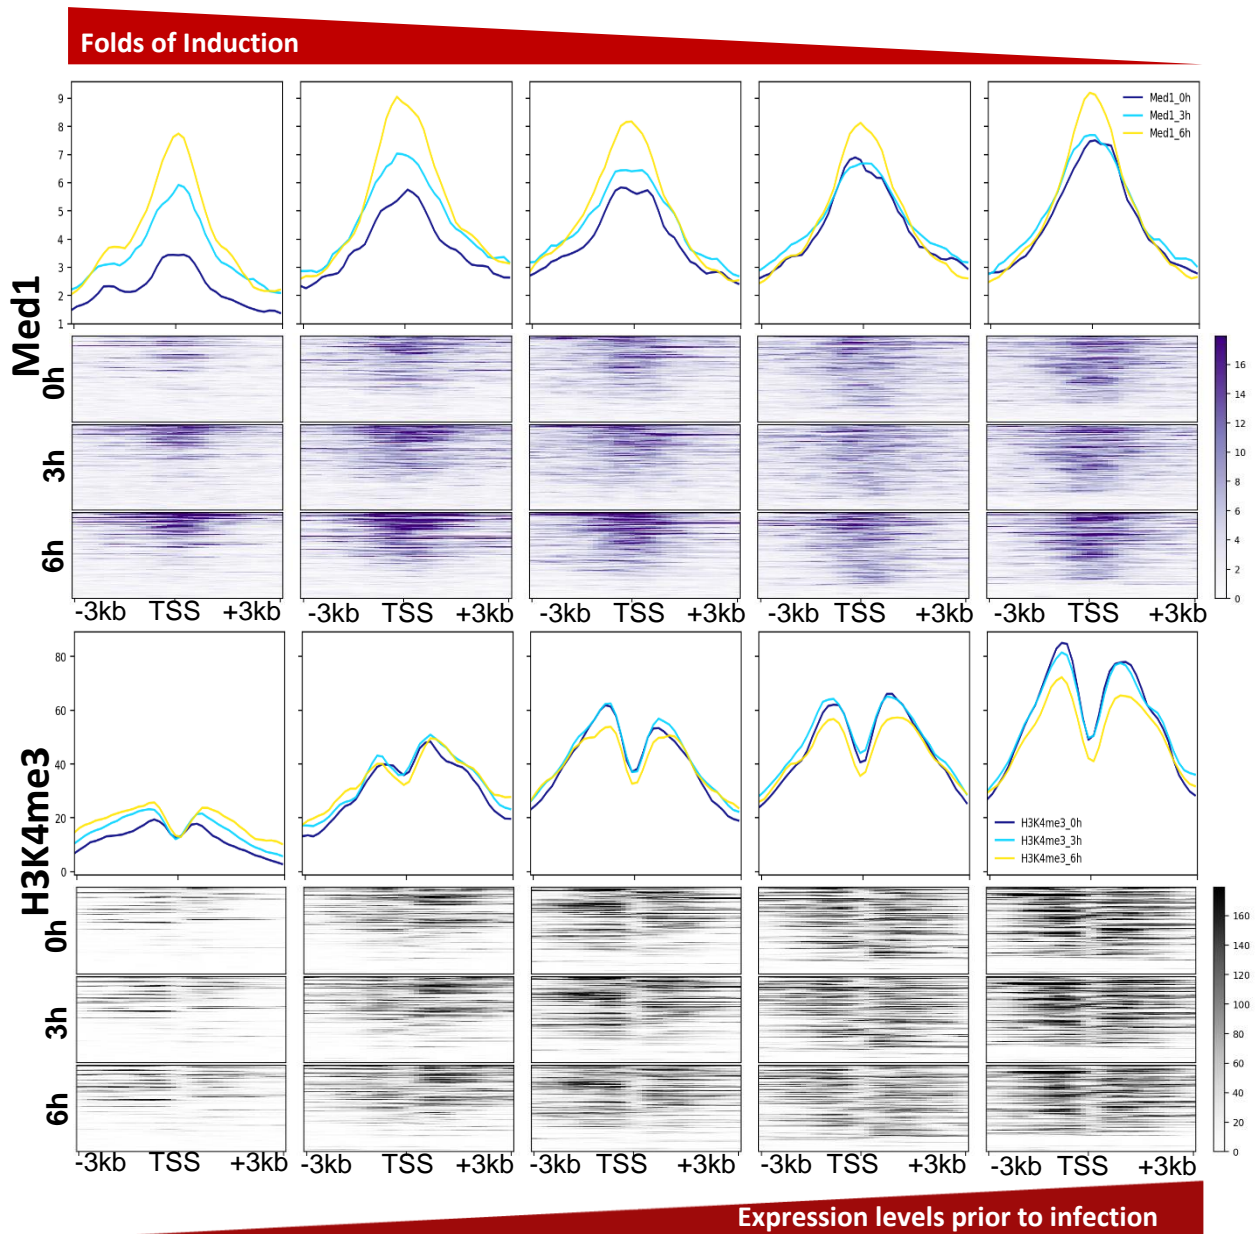 Folds of Induction
Med1
9
8
7
6
5
4
3
2
1
Med1_0h
Med1_3h
Med1_6h
0h
3h
6h
16
14
12
10
8
6
4
2
0
-3kb TSS +3kb -3kb TSS +3kb -3kb TSS +3kb -3kb TSS +3kb -3kb TSS +3kb
H3K4me3
80
60
40
20
0
H3K4me3_0h
H3K4me3_3h
H3K4me3_6h
0h
3h
6h
160
140
120
100
80
60
40
20
0
-3kb TSS +3kb -3kb TSS +3kb -3kb TSS +3kb -3kb TSS +3kb -3kb TSS +3kb
Expression levels prior to infection